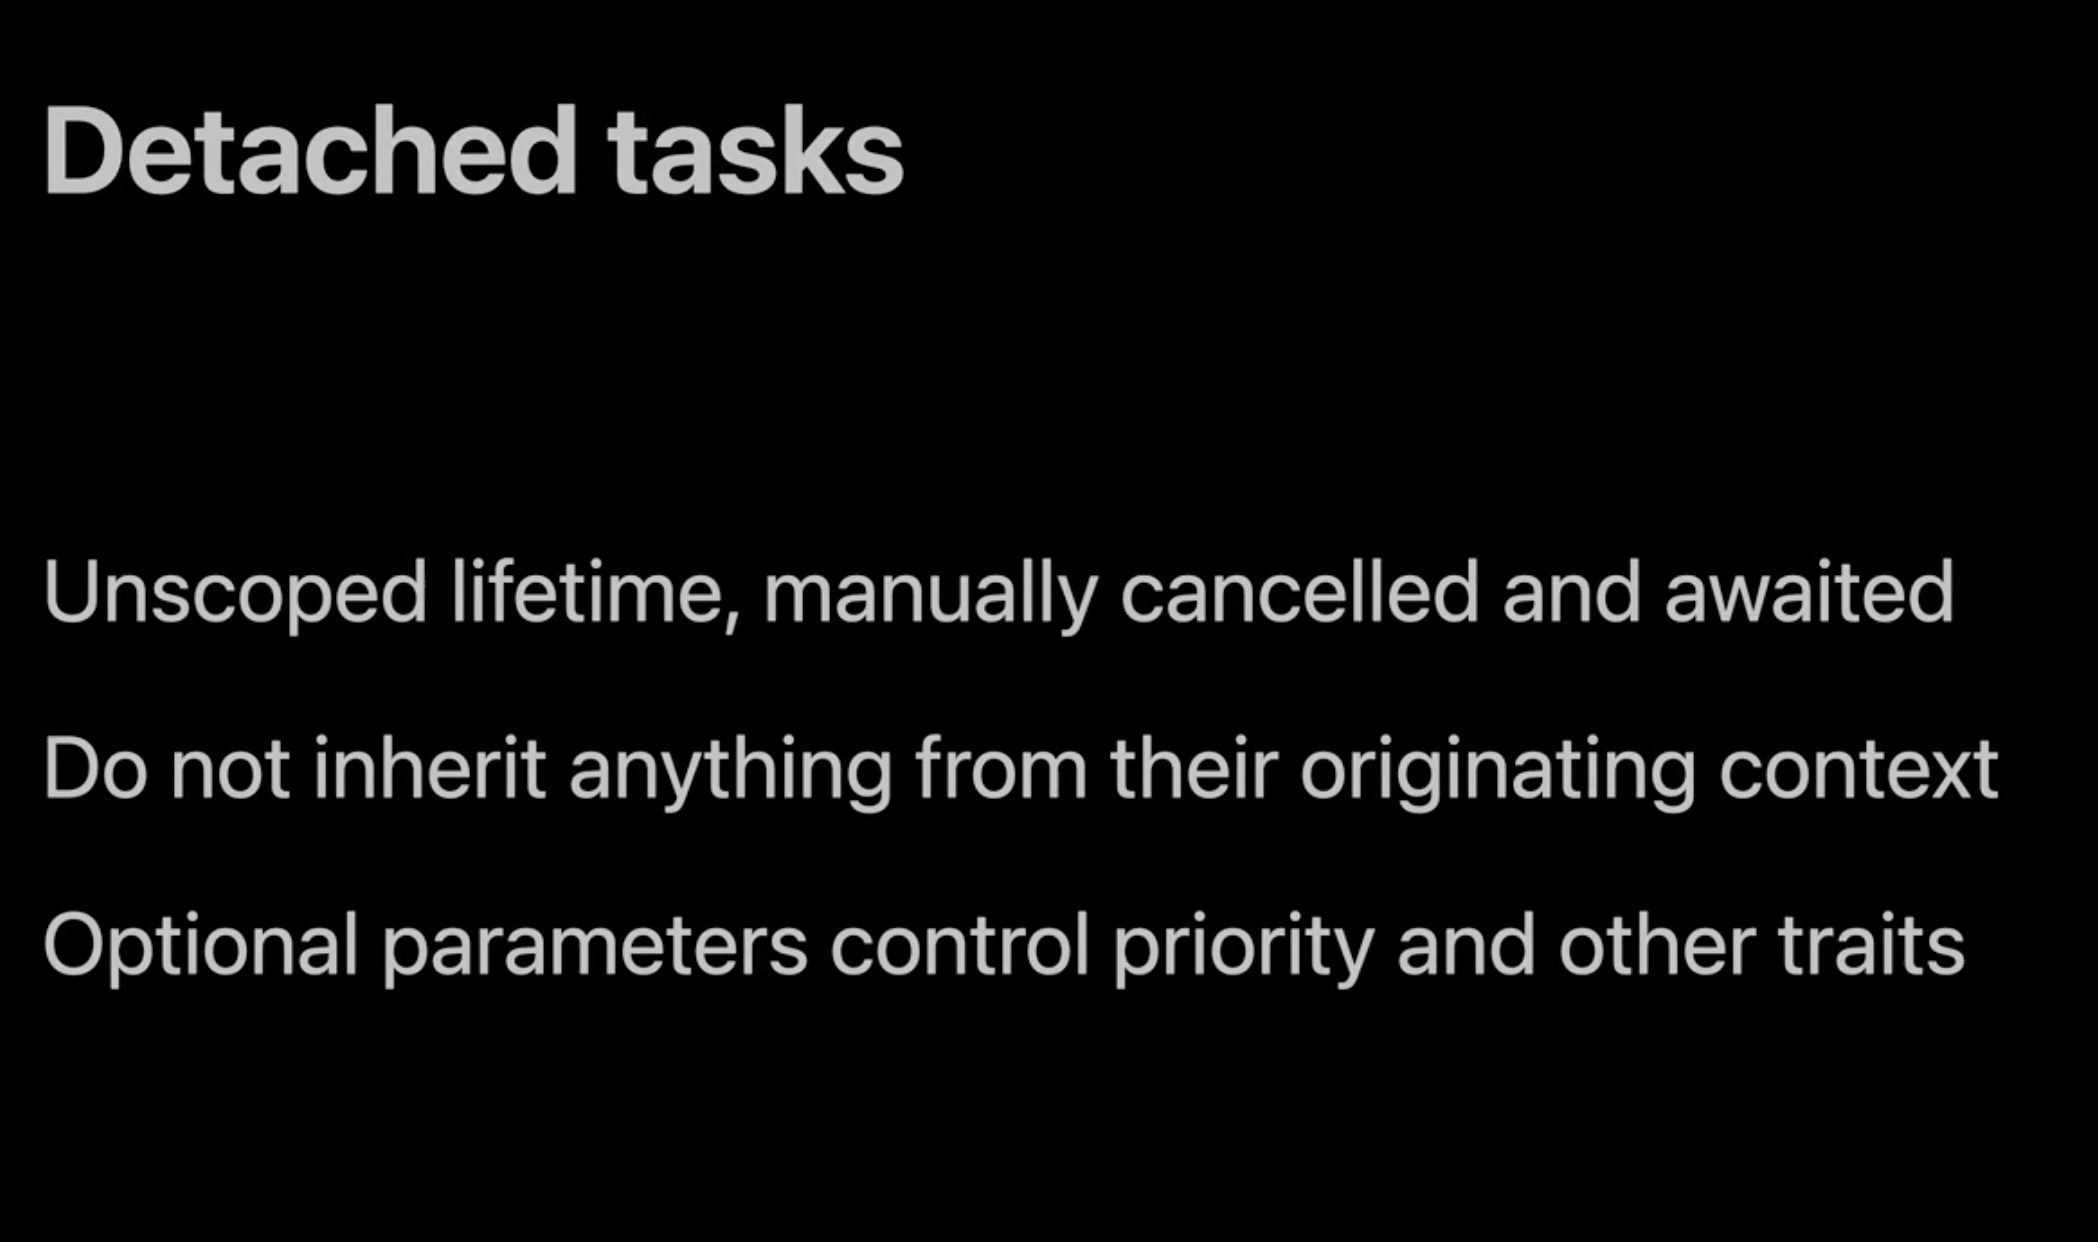 Detached tasks
Unscoped lifetime, manually cancelled and awaited
Do not inherit anything from their originating context
Optional parameters control priority and other traits